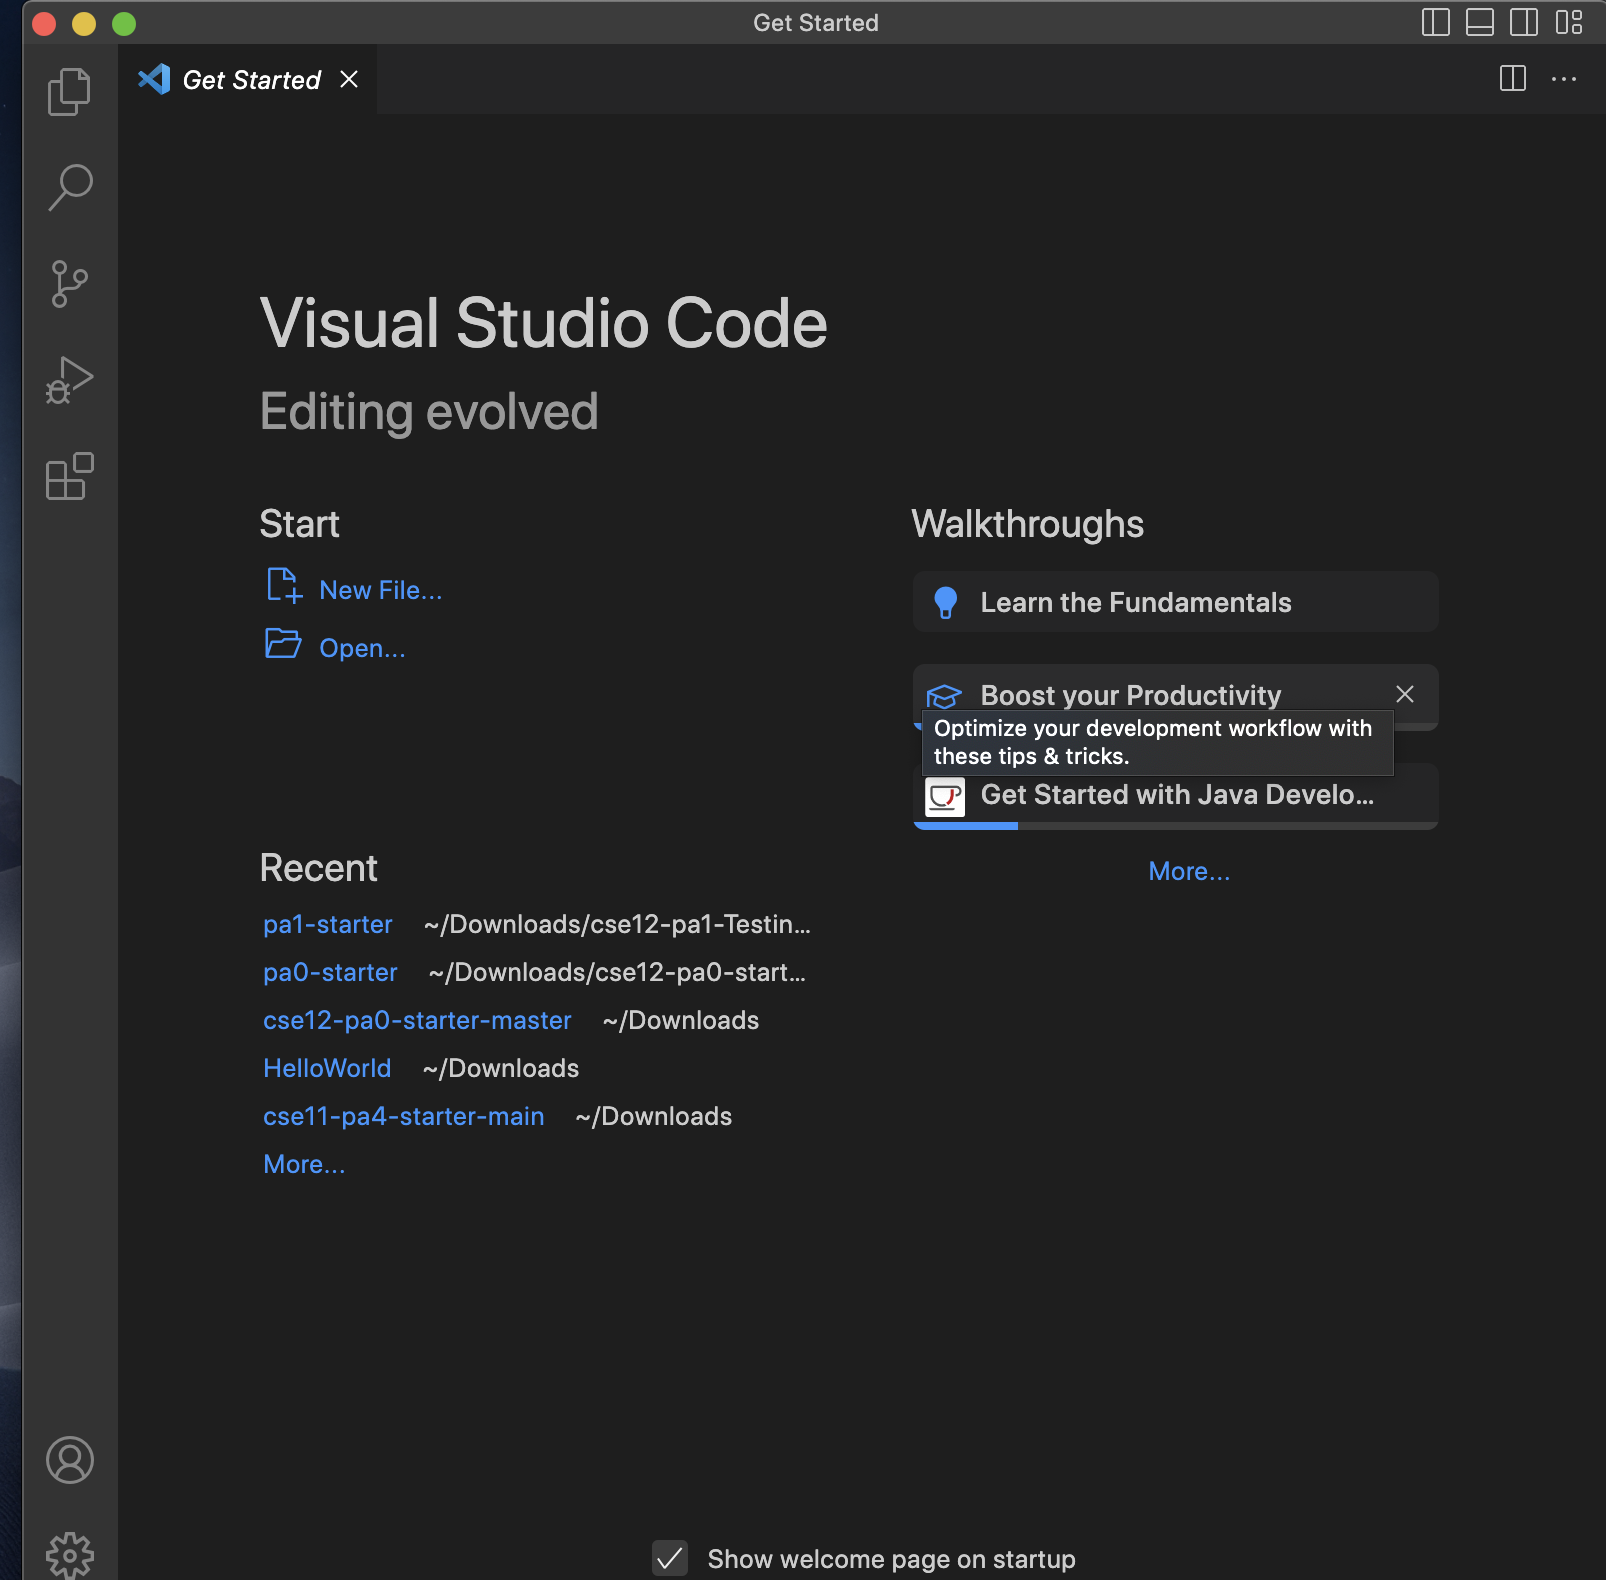 Get Started
Get Started
Visual Studio Code
Editing evolved
Start
New File...
Open...
Recent
pa1-starter ~/Downloads/cse12-pa1-Testin...
pa0-starter ~/Downloads/cse12-pa0-start...
cse12-pa0-starter-master ~/Downloads
HelloWorld ~/Downloads
cse11-pa4-starter-main ~/Downloads
More...
Walkthroughs
Learn the Fundamentals
Boost your Productivity
Optimize your development workflow with
these tips & tricks.
Get Started with Java Develo...
More...
Show welcome page on startup